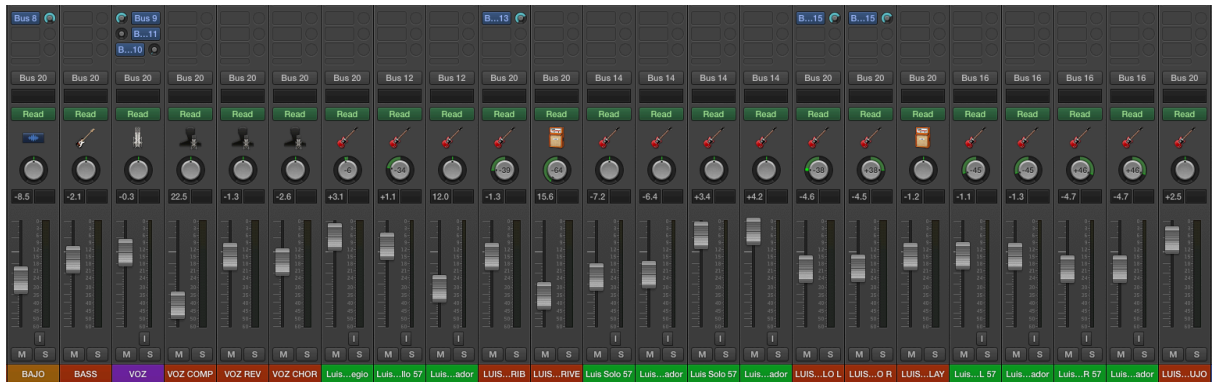 Bus 8 Bus 9 B...13 B...15 B...15
B...11
B...10
Bus 20 Bus 20 Bus 20 Bus 20 Bus 20 Bus 20 Bus 20 Bus 12 Bus 12 Bus 20 Bus 20 Bus 14 Bus 14 Bus 14 Bus 14 Bus 20 Bus 20 Bus 20 Bus 16 Bus 16 Bus 16 Bus 16 Bus 20
Read Read Read Read Read Read Read Read Read Read Read Read Read Read Read Read Read Read Read Read Read Read Read
-6 -34 -39 -64 -38 +38 -45 -45 +46 +46
-8.5 -2.1 -0.3 22.5 -1.3 -2.6 +3.1 +1.1 12.0 -1.3 15.6 -7.2 -6.4 +3.4 +4.2 -4.6 -4.5 -1.2 -1.1 -1.3 -4.7 -4.7 +2.5
I I I I I I I I I I I I I I
M S M S M S M S M S M S M S M S M S M S M S M S M S M S M S M S M S M S M S M S M S M S M S
BAJO BASS VOZ VOZ COMP VOZ REV VOZ CHOR Luis...egio Luis...llo 57 Luis...ador LUIS...RIB LUIS...RIVE Luis Solo 57 Luis...ador Luis Solo 57 Luis...ador LUIS...LO L LUIS...O R LUIS...LAY Luis...L 57 Luis...ador Luis...R 57 Luis...ador LUIS...UJO